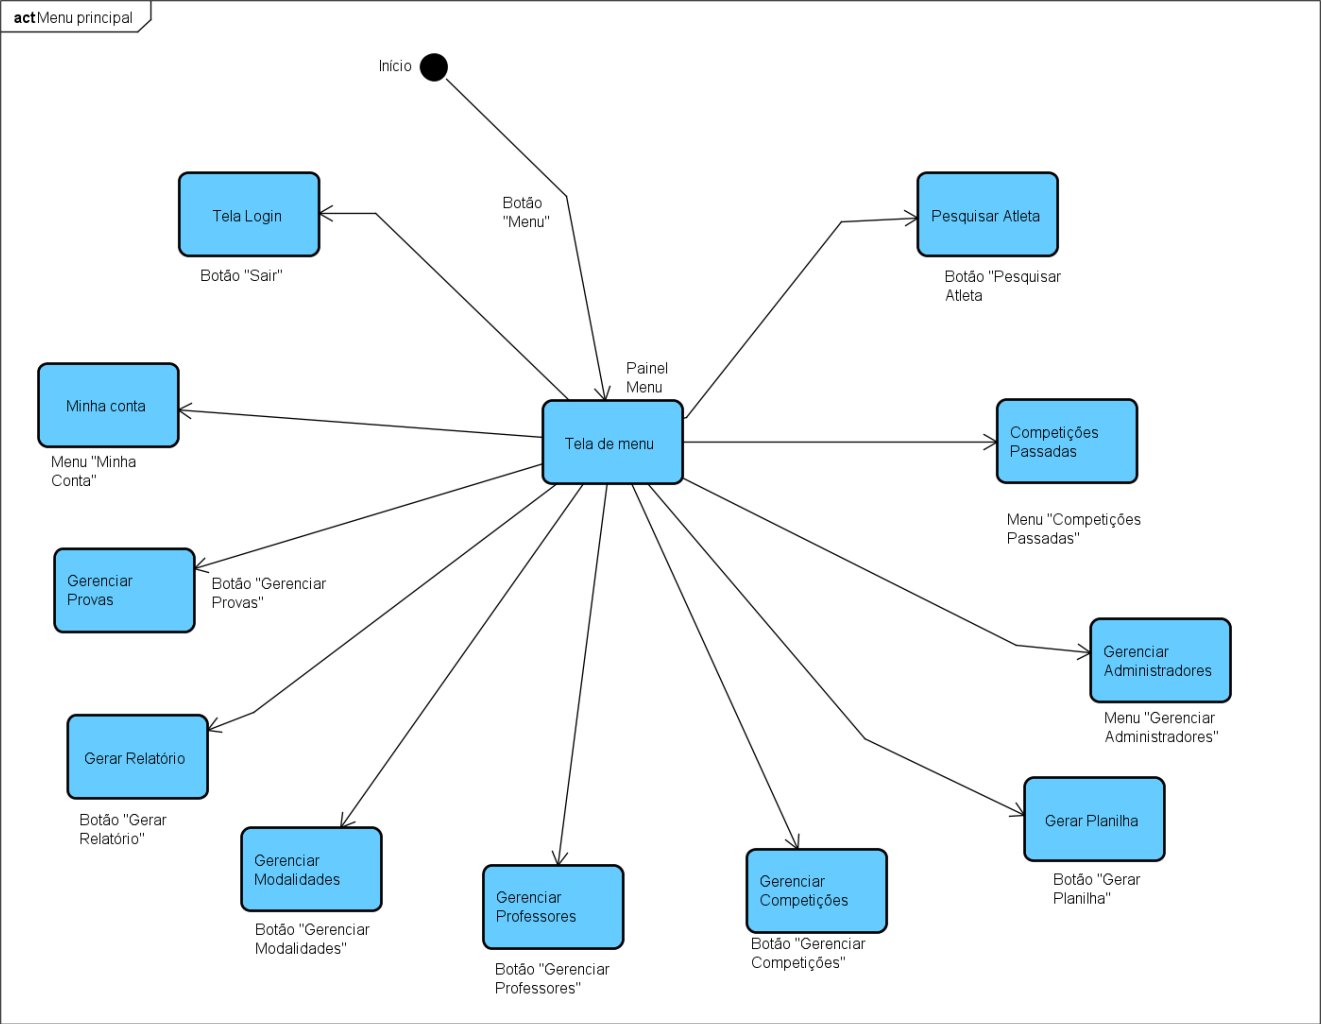 act Menu principal
Início
Botão
"Menu"
Tela Login
Botão "Sair"
Pesquisar Atleta
Botão "Pesquisar
Atleta
Painel
Menu
Tela de menu
Minha conta
Menu "Minha
Conta"
Competições
Passadas
Menu "Competições
Passadas"
Gerenciar
Provas
Botão "Gerenciar
Provas"
Gerenciar
Administradores
Menu "Gerenciar
Administradores"
Gerar Relatório
Botão "Gerar
Relatório"
Gerar Planilha
Botão "Gerar
Planilha"
Gerenciar
Modalidades
Botão "Gerenciar
Modalidades"
Gerenciar
Professores
Botão "Gerenciar
Professores"
Gerenciar
Competições
Botão "Gerenciar
Competições"